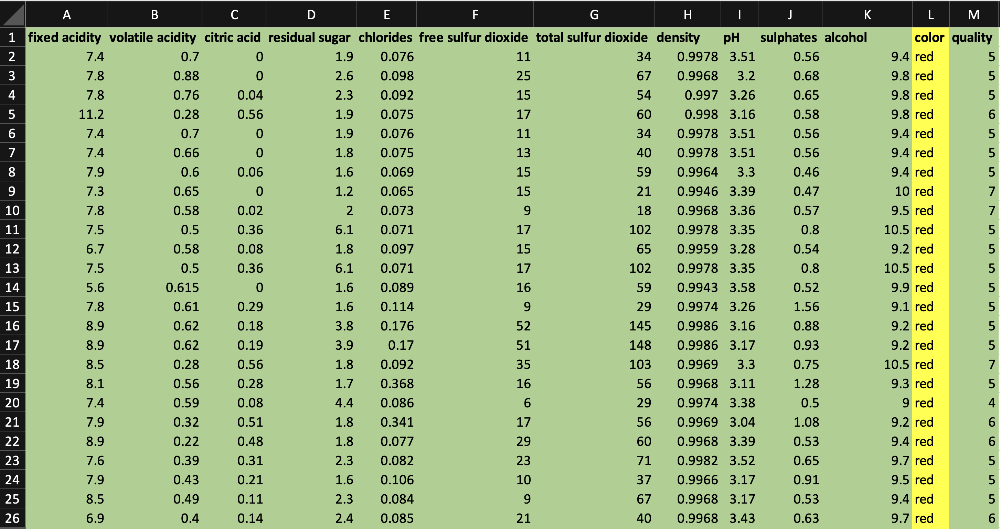 A B C D E F G H I J K L M
1 fixed acidity volatile acidity citric acid residual sugar chlorides free sulfur dioxide total sulfur dioxide density pH sulphates alcohol color quality
2 7.4 0.7 0 1.9 0.076 11 34 0.9978 3.51 0.56 9.4 red 5
3 7.8 0.88 0 2.6 0.098 25 67 0.9968 3.2 0.68 9.8 red 5
4 7.8 0.76 0.04 2.3 0.092 15 54 0.997 3.26 0.65 9.8 red 5
5 11.2 0.28 0.56 1.9 0.075 17 60 0.998 3.16 0.58 9.8 red 6
6 7.4 0.7 0 1.9 0.076 11 34 0.9978 3.51 0.56 9.4 red 5
7 7.4 0.66 0 1.8 0.075 13 40 0.9978 3.51 0.56 9.4 red 5
8 7.9 0.6 0.06 1.6 0.069 15 59 0.9964 3.3 0.46 9.4 red 5
9 7.3 0.65 0 1.2 0.065 15 21 0.9946 3.39 0.47 10 red 7
10 7.8 0.58 0.02 2 0.073 9 18 0.9968 3.36 0.57 9.5 red 7
11 7.5 0.5 0.36 6.1 0.071 17 102 0.9978 3.35 0.8 10.5 red 5
12 6.7 0.58 0.08 1.8 0.097 15 65 0.9959 3.28 0.54 9.2 red 5
13 7.5 0.5 0.36 6.1 0.071 17 102 0.9978 3.35 0.8 10.5 red 5
14 5.6 0.615 0 1.6 0.089 16 59 0.9943 3.58 0.52 9.9 red 5
15 7.8 0.61 0.29 1.6 0.114 9 29 0.9974 3.26 1.56 9.1 red 5
16 8.9 0.62 0.18 3.8 0.176 52 145 0.9986 3.16 0.88 9.2 red 5
17 8.9 0.62 0.19 3.9 0.17 51 148 0.9986 3.17 0.93 9.2 red 5
18 8.5 0.28 0.56 1.8 0.092 35 103 0.9969 3.3 0.75 10.5 red 7
19 8.1 0.56 0.28 1.7 0.368 16 56 0.9968 3.11 1.28 9.3 red 5
20 7.4 0.59 0.08 4.4 0.086 6 29 0.9974 3.38 0.5 9 red 4
21 7.9 0.32 0.51 1.8 0.341 17 56 0.9969 3.04 1.08 9.2 red 6
22 8.9 0.22 0.48 1.8 0.077 29 60 0.9968 3.39 0.53 9.4 red 6
23 7.6 0.39 0.31 2.3 0.082 23 71 0.9982 3.52 0.65 9.7 red 5
24 7.9 0.43 0.21 1.6 0.106 10 37 0.9966 3.17 0.91 9.5 red 5
25 8.5 0.49 0.11 2.3 0.084 9 67 0.9968 3.17 0.53 9.4 red 5
26 6.9 0.4 0.14 2.4 0.085 21 40 0.9968 3.43 0.63 9.7 red 6